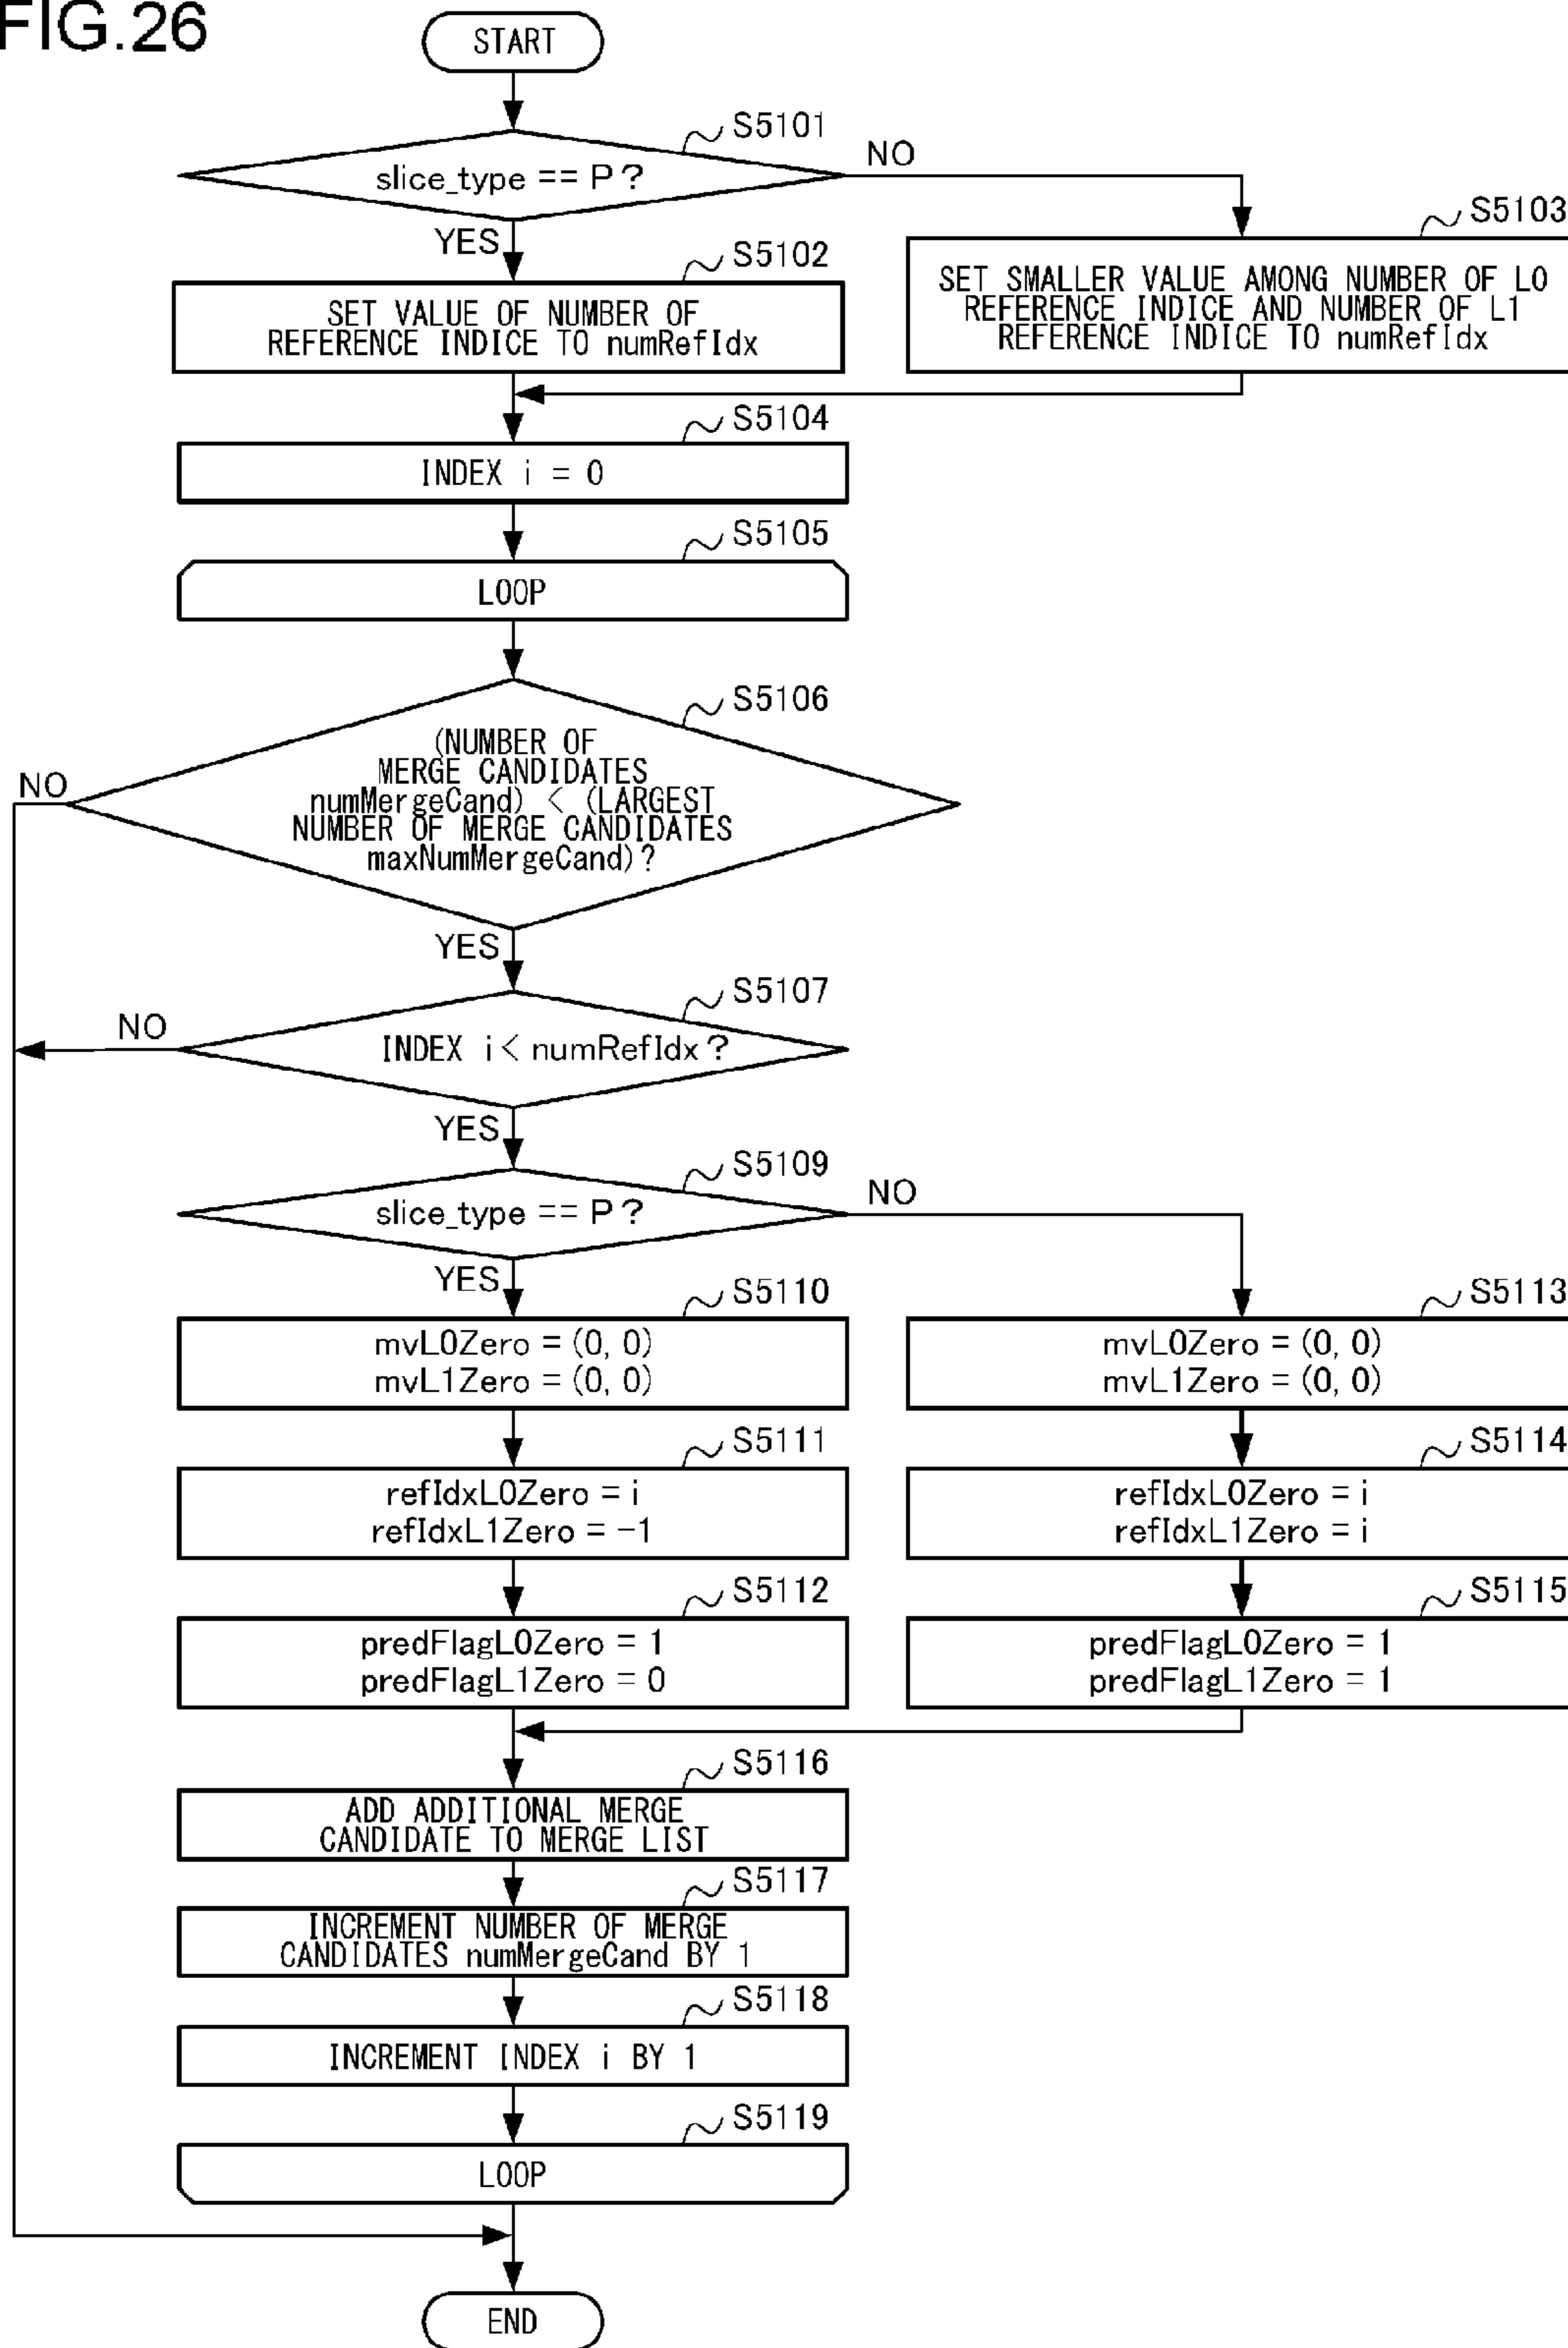 FIG.26
START
S5101
slice_type == P ?
NO
YES
S5102
SET VALUE OF NUMBER OF
REFERENCE INDICE TO numRefIdx
S5103
SET SMALLER VALUE AMONG NUMBER OF L0
REFERENCE INDICE AND NUMBER OF L1
REFERENCE INDICE TO numRefIdx
S5104
INDEX i = 0
S5105
LOOP
S5106
(NUMBER OF
MERGE CANDIDATES
numMergeCand) < (LARGEST
NUMBER OF MERGE CANDIDATES
maxNumMergeCand)?
NO
YES
S5107
INDEX i < numRefIdx ?
NO
YES
S5109
slice_type == P ?
NO
YES
S5110
mvL0Zero = (0, 0)
mvL1Zero = (0, 0)
S5113
mvL0Zero = (0, 0)
mvL1Zero = (0, 0)
S5111
refIdxL0Zero = i
refIdxL1Zero = -1
S5114
refIdxL0Zero = i
refIdxL1Zero = i
S5112
predFlagL0Zero = 1
predFlagL1Zero = 0
S5115
predFlagL0Zero = 1
predFlagL1Zero = 1
S5116
ADD ADDITIONAL MERGE
CANDIDATE TO MERGE LIST
S5117
INCREMENT NUMBER OF MERGE
CANDIDATES numMergeCand BY 1
S5118
INCREMENT INDEX i BY 1
S5119
LOOP
END